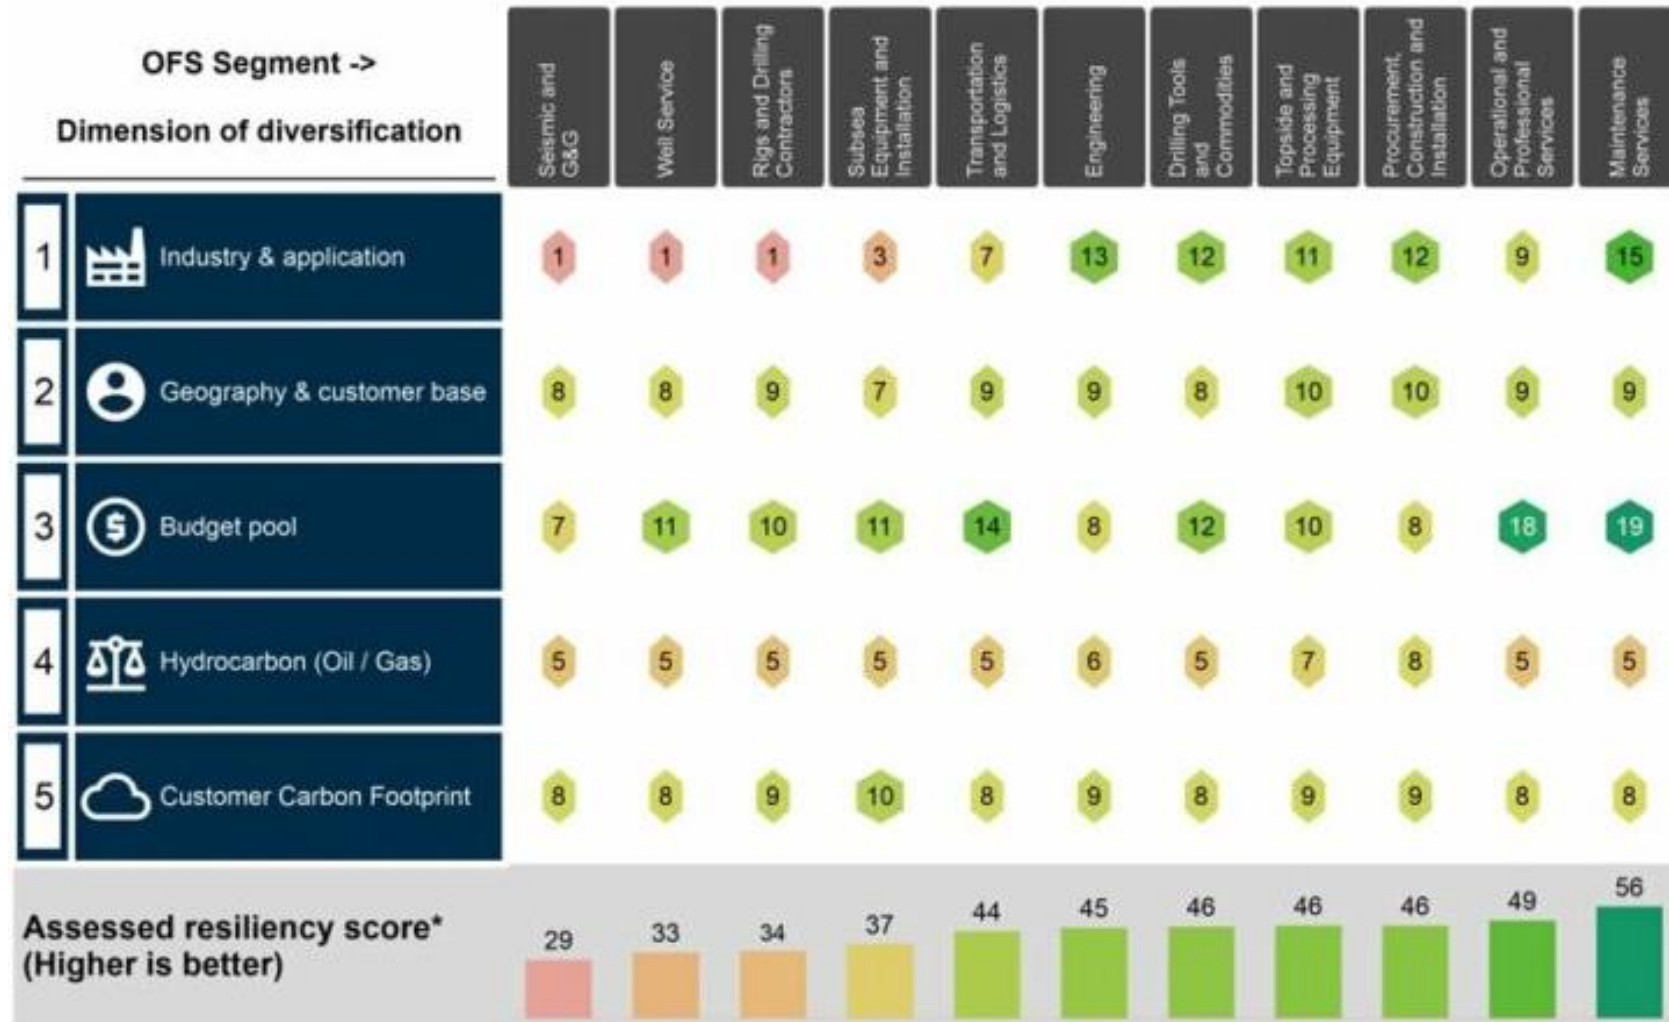 OFS Segment ->
Dimension of diversification
Seismic and
G&G
Well Service
Rigs and Drilling
Contractors
Subsea
Equipment and
Installation
Transportation
and Logistics
Engineering
Drilling Tools
and
Commodities
Topside and
Processing
Equipment
Procurement,
Construction and
Installation
Operational and
Professional
Services
Maintenance
Services
1 Industry & application 1 1 1 3 7 13 12 11 12 9 15
2 Geography & customer base 8 8 9 7 9 9 8 10 10 9 9
3 $ Budget pool 7 11 10 11 14 8 12 10 8 18 19
4 Hydrocarbon (Oil / Gas) 5 5 5 5 5 6 5 7 8 5 5
5 Customer Carbon Footprint 8 8 9 10 8 9 8 9 9 8 8
Assessed resiliency score*
(Higher is better)
29 33 34 37 44 45 46 46 46 49 56